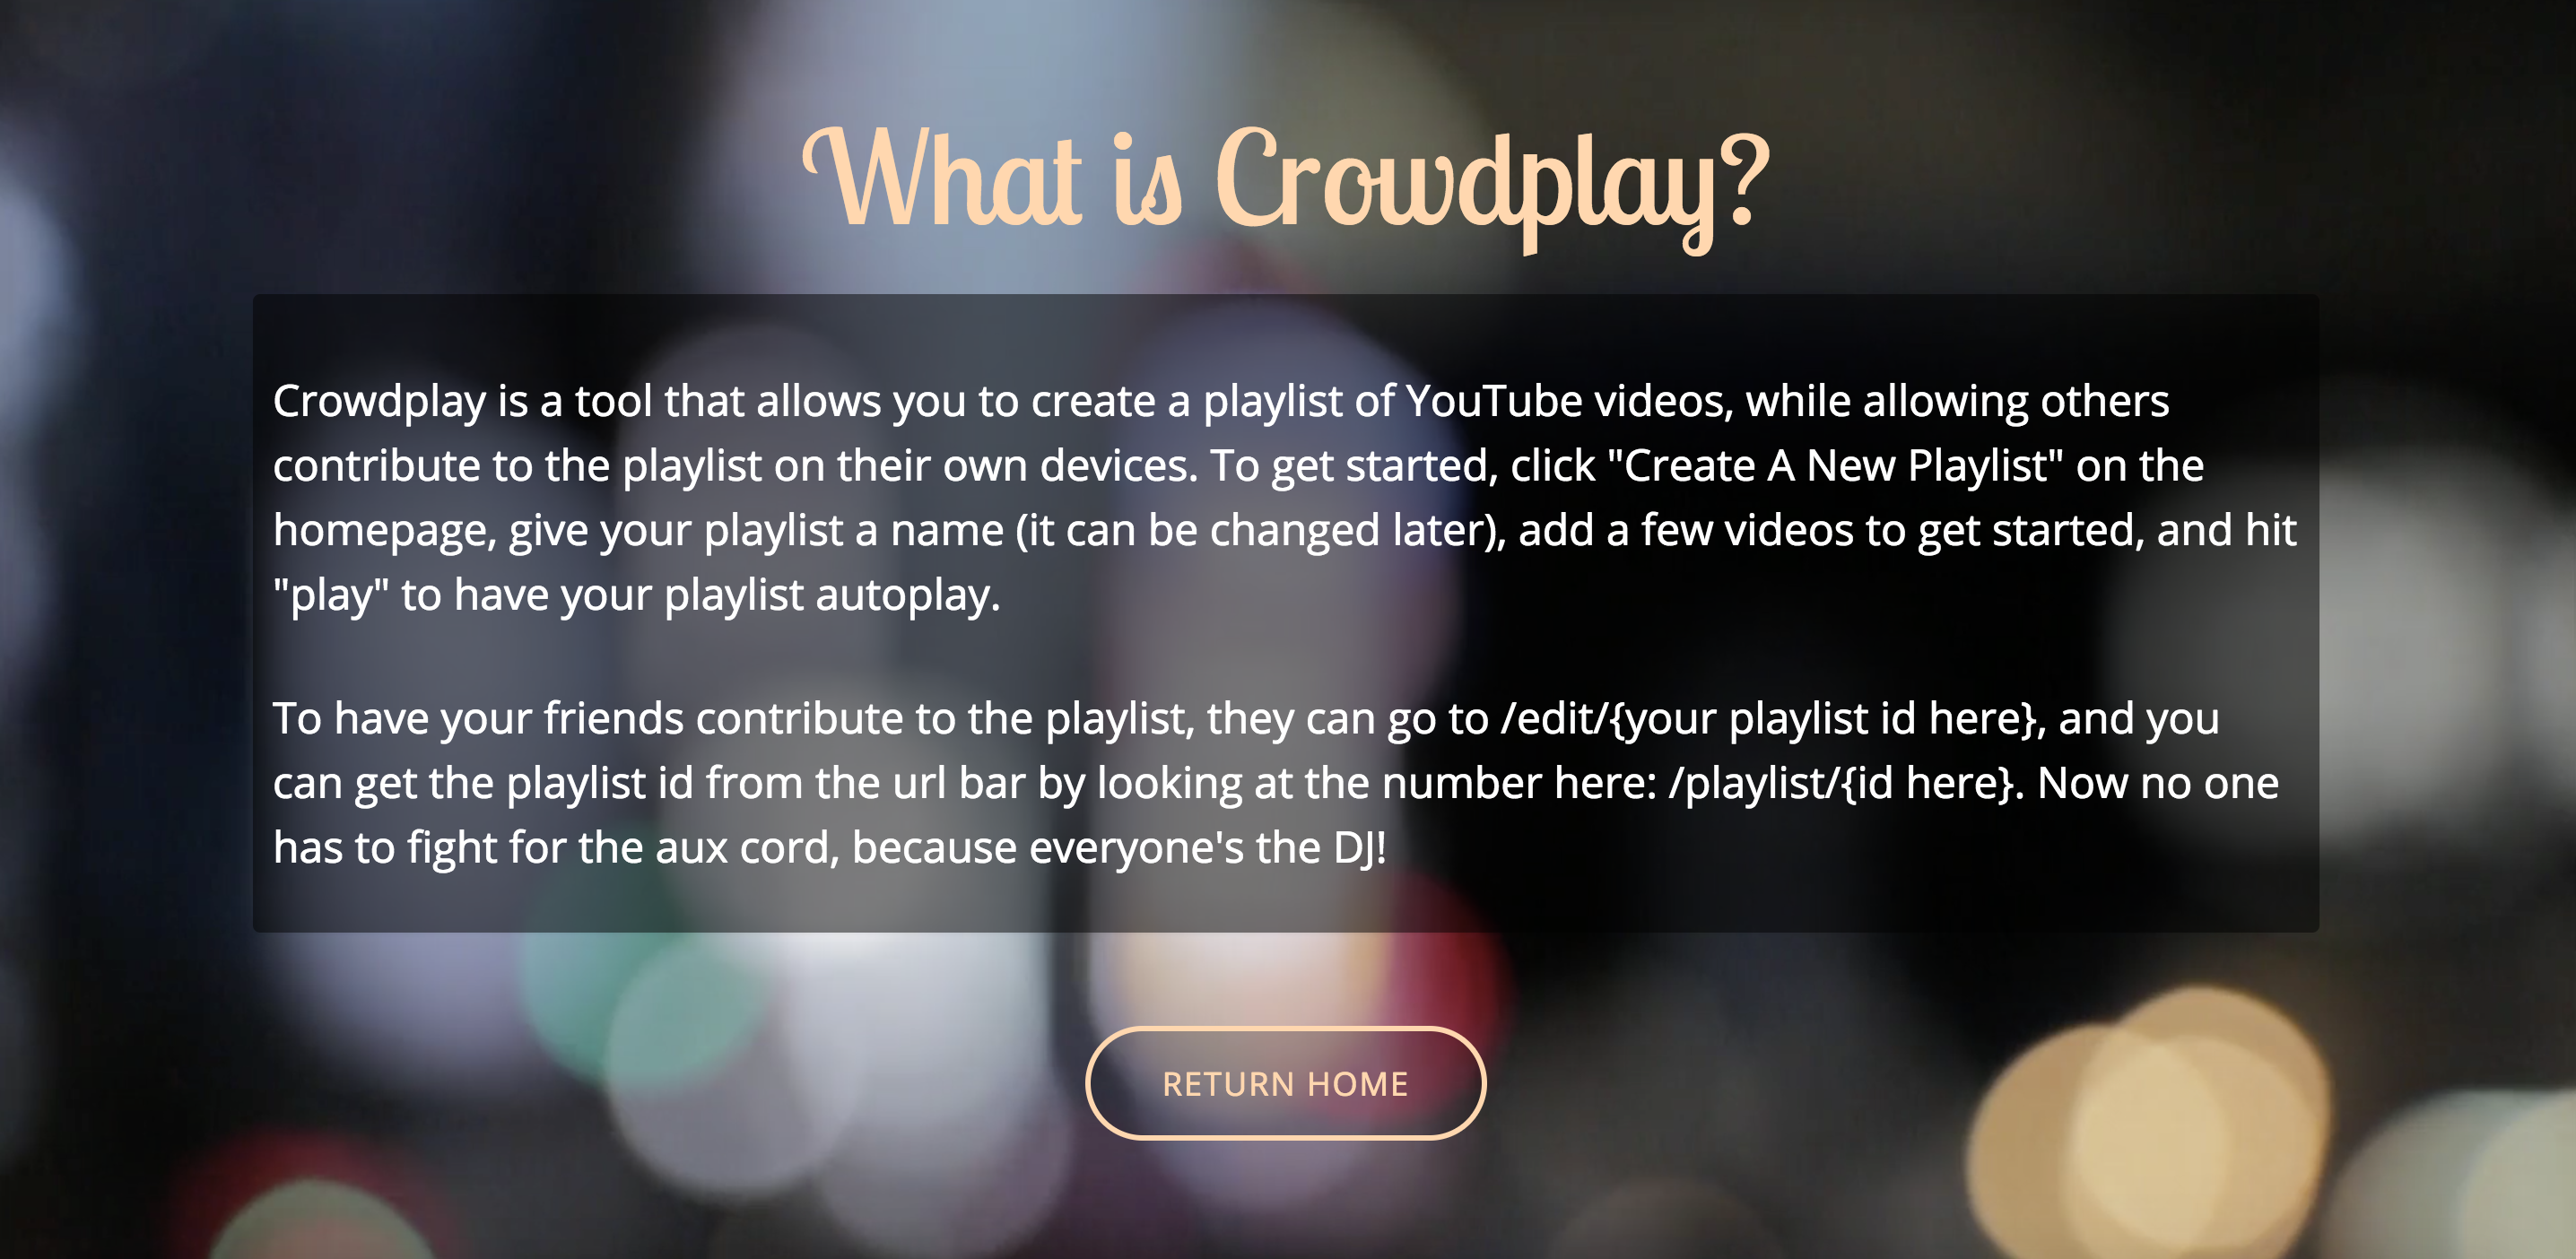 What is Crowdplay?
Crowdplay is a tool that allows you to create a playlist of YouTube videos, while allowing others
contribute to the playlist on their own devices. To get started, click "Create A New Playlist" on the
homepage, give your playlist a name (it can be changed later), add a few videos to get started, and hit
"play" to have your playlist autoplay.
To have your friends contribute to the playlist, they can go to /edit/{your playlist id here}, and you
can get the playlist id from the url bar by looking at the number here: /playlist/{id here}. Now no one
has to fight for the aux cord, because everyone's the DJ!
RETURN HOME